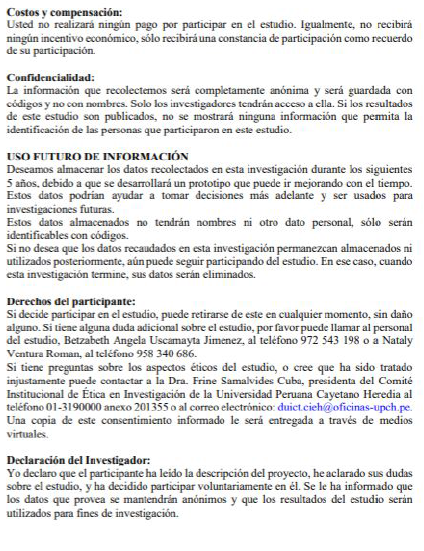 Costos y compensación:
Usted no realizará ningún pago por participar en el estudio. Igualmente, no recibirá
ningún incentivo económico, sólo recibirá una constancia de participación como recuerdo
de su participación.
Confidencialidad:
La información que recolectemos será completamente anónima y será guardada con
códigos y no con nombres. Solo los investigadores tendrán acceso a ella. Si los resultados
de este estudio son publicados, no se mostrará ninguna información que permita la
identificación de las personas que participaron en este estudio.
USO FUTURO DE INFORMACIÓN
Deseamos almacenar los datos recolectados en esta investigación durante los siguientes
5 años, debido a que se desarrollará un prototipo que puede ir mejorando con el tiempo.
Estos datos podrían ayudar a tomar decisiones más adelante y ser usados para
investigaciones futuras.
Estos datos almacenados no tendrán nombres ni otro dato personal, sólo serán
identificables con códigos.
Si no desea que los datos recaudados en esta investigación permanezcan almacenados ni
utilizados posteriormente, aún puede seguir participando del estudio. En ese caso, cuando
esta investigación termine, sus datos serán eliminados.
Derechos del participante:
Si decide participar en el estudio, puede retirarse de este en cualquier momento, sin daño
alguno. Si tiene alguna duda adicional sobre el estudio, por favor puede llamar al personal
del estudio, Betzabeth Angela Uscamayta Jimenez, al teléfono 972 543 198 o a Nataly
Ventura Roman, al teléfono 958 340 686.
Si tiene preguntas sobre los aspectos éticos del estudio, o cree que ha sido tratado
injustamente puede contactar a la Dra. Frine Samalvides Cuba, presidenta del Comité
Institucional de Ética en Investigación de la Universidad Peruana Cayetano Heredia al
teléfono 01-3190000 anexo 201355 o al correo electrónico: duict.cieh@oficinas-upch.pe.
Una copia de este consentimiento informado le será entregada a través de medios
virtuales.
Declaración del Investigador:
Yo declaro que el participante ha leído la descripción del proyecto, he aclarado sus dudas
sobre el estudio, y ha decidido participar voluntariamente en él. Se le ha informado que
los datos que provea se mantendrán anónimos y que los resultados del estudio serán
utilizados para fines de investigación.